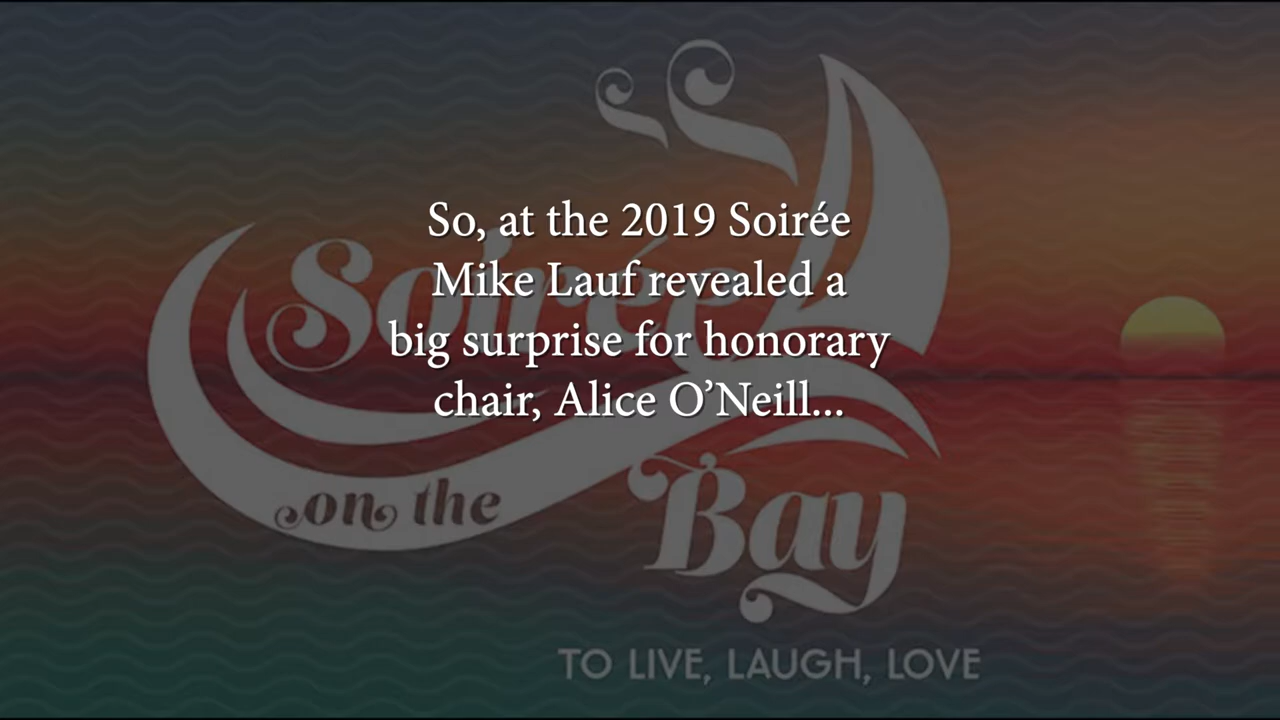 So, at the 2019 Soirée
Mike Lauf revealed a
big surprise for honorary
chair, Alice O’Neill...
Soirée
on the
Bay
TO LIVE, LAUGH, LOVE